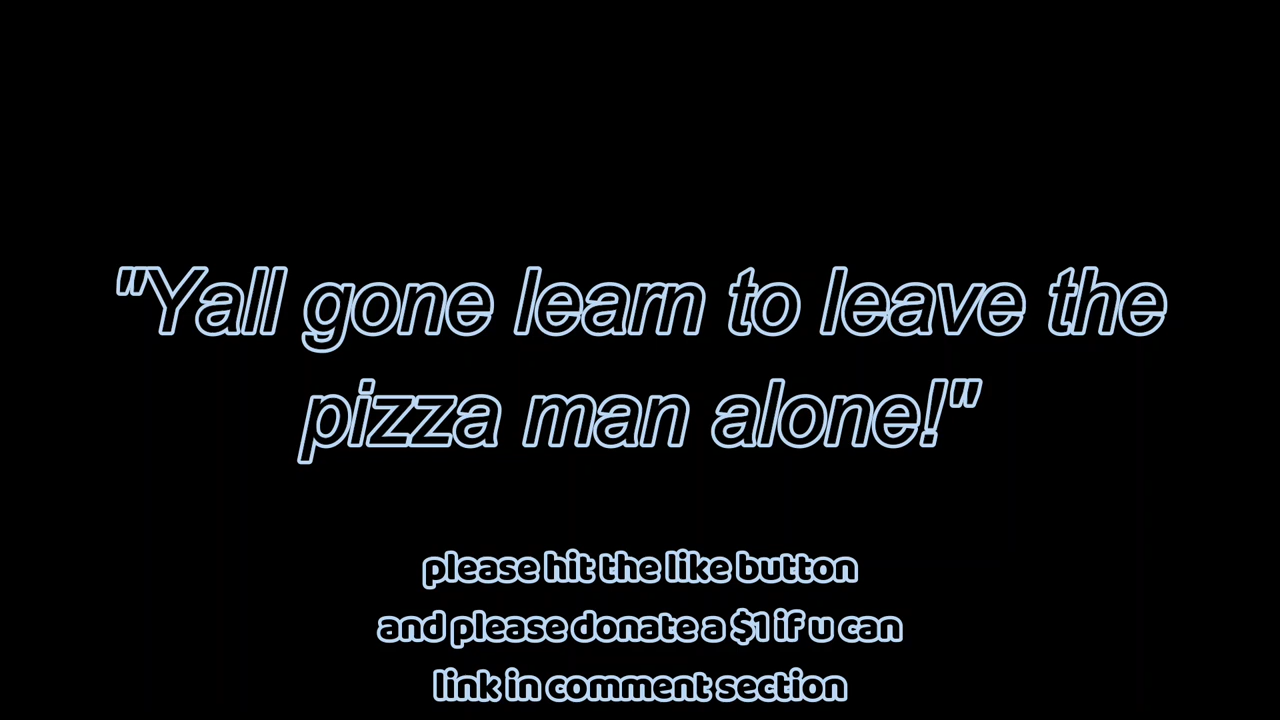 "Yall gone learn to leave the
pizza man alone!"
please hit the like button
and please donate a $1 if u can
link in comment section